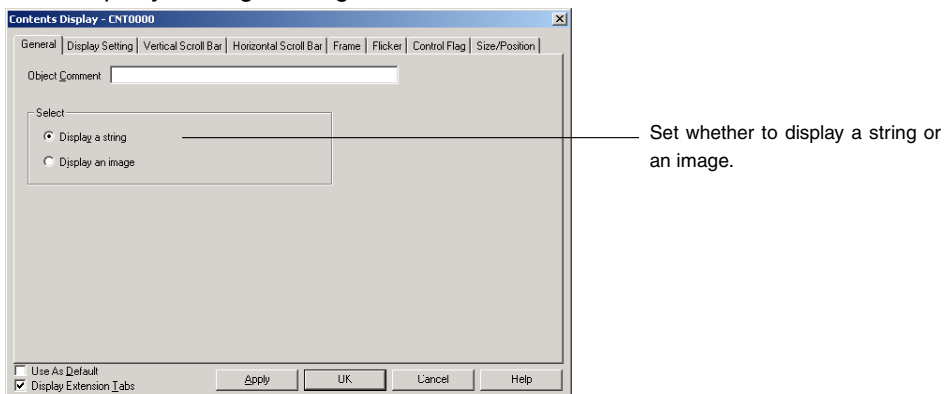 Contents Display - CNT0000
General Display Setting Vertical Scroll Bar Horizontal Scroll Bar Frame Flicker Control Flag Size/Position
Object Comment
Select
Display a string
Display an image
Set whether to display a string or
an image.
Use As Default
Display Extension Tabs
Apply OK Cancel Help